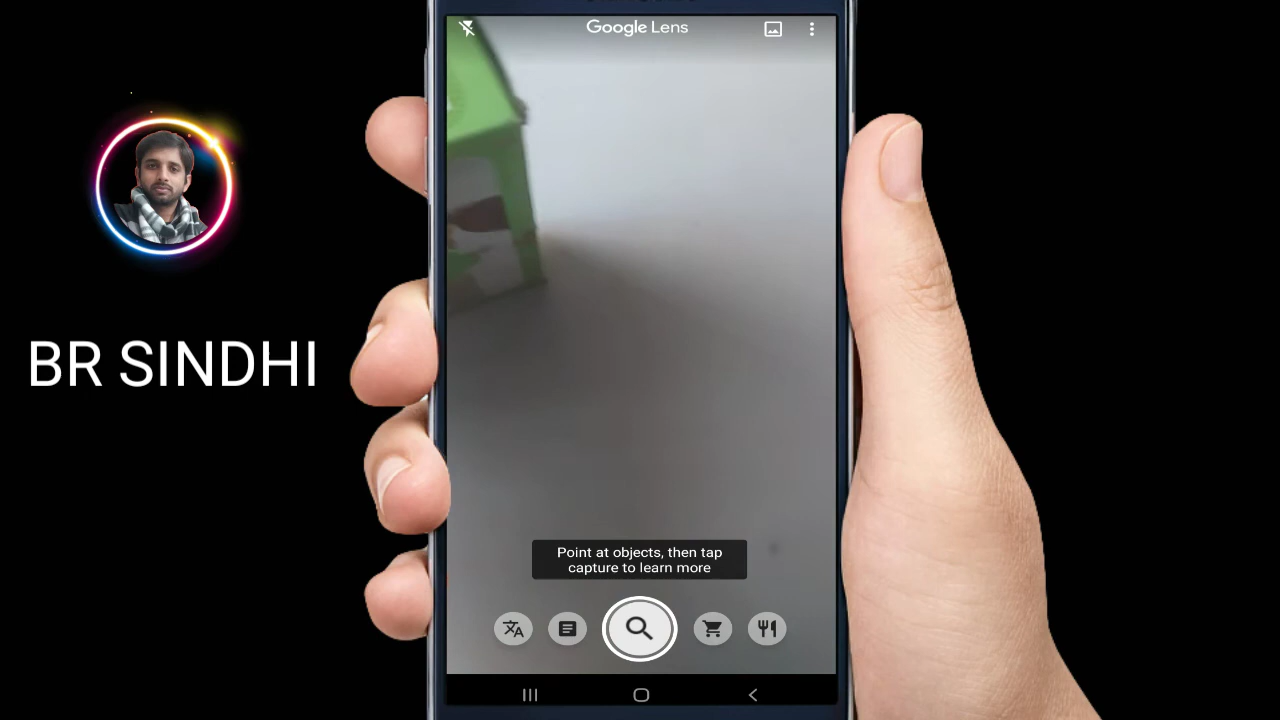 Google Lens
BR SINDHI
Point at objects, then tap
capture to learn more